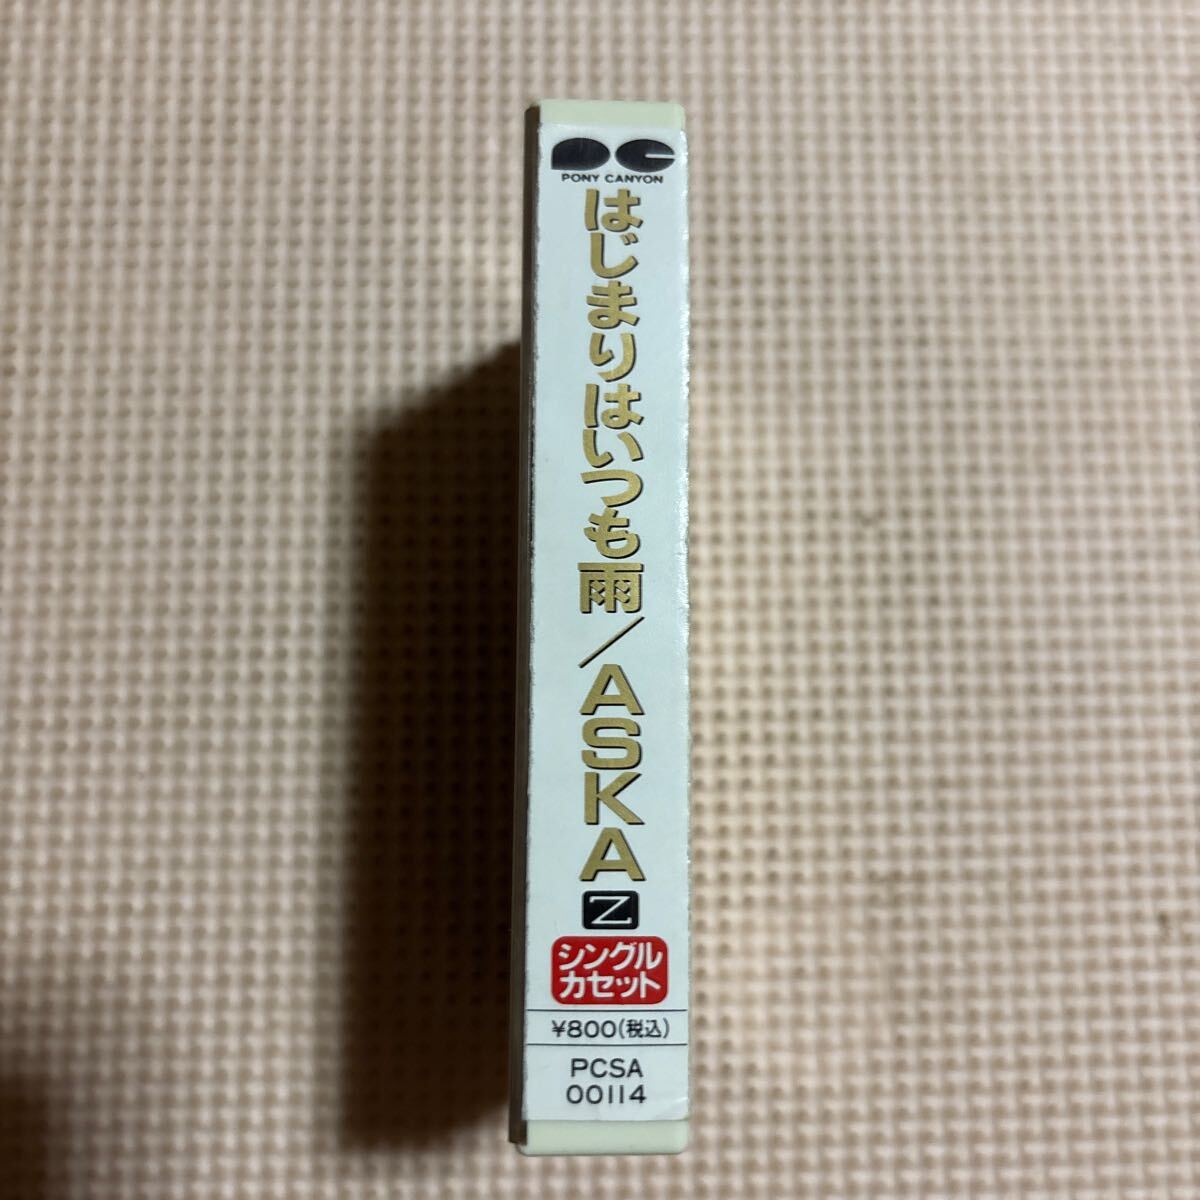 PONY CANYON
はじまりはいつも雨／ASKA
Z
シングル
カセット
¥800(税込)
PCSA
00114